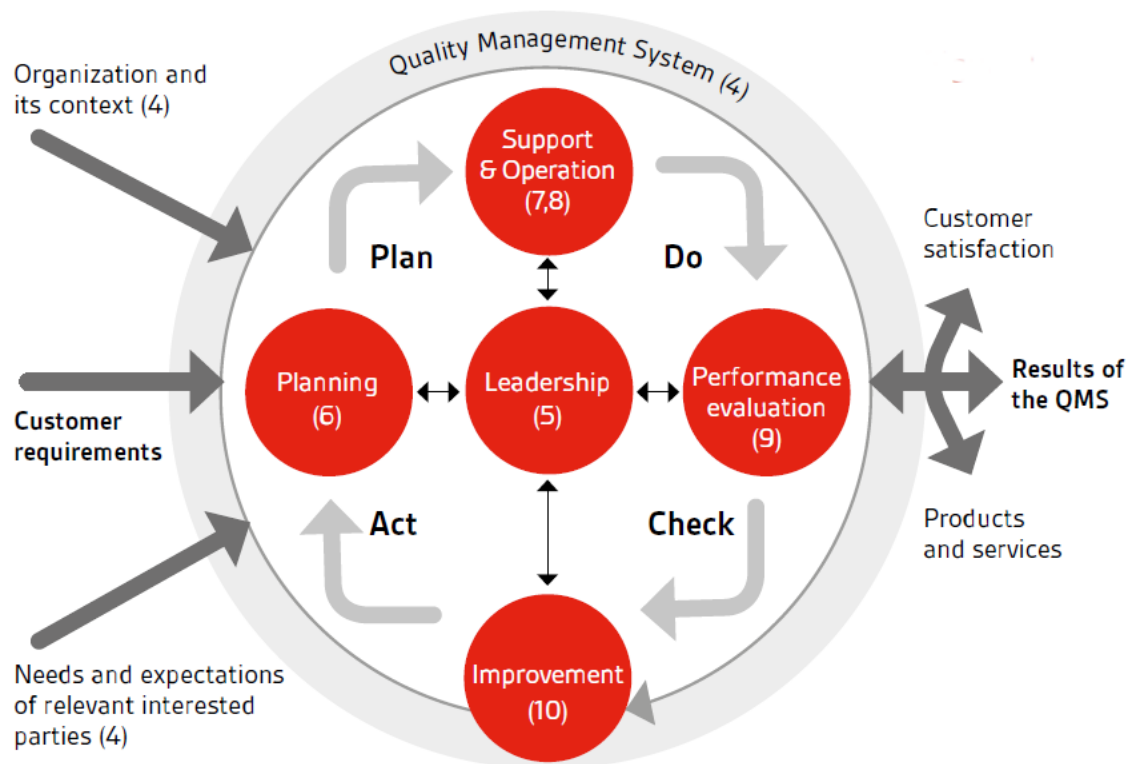 Quality Management System (4)
Organization and
its context (4)
Support
& Operation
(7,8)
Customer
satisfaction
Plan
Do
Planning
(6)
Leadership
(5)
Performance
evaluation
(9)
Results of
the QMS
Customer
requirements
Act
Check
Products
and services
Needs and expectations
of relevant interested
parties (4)
Improvement
(10)